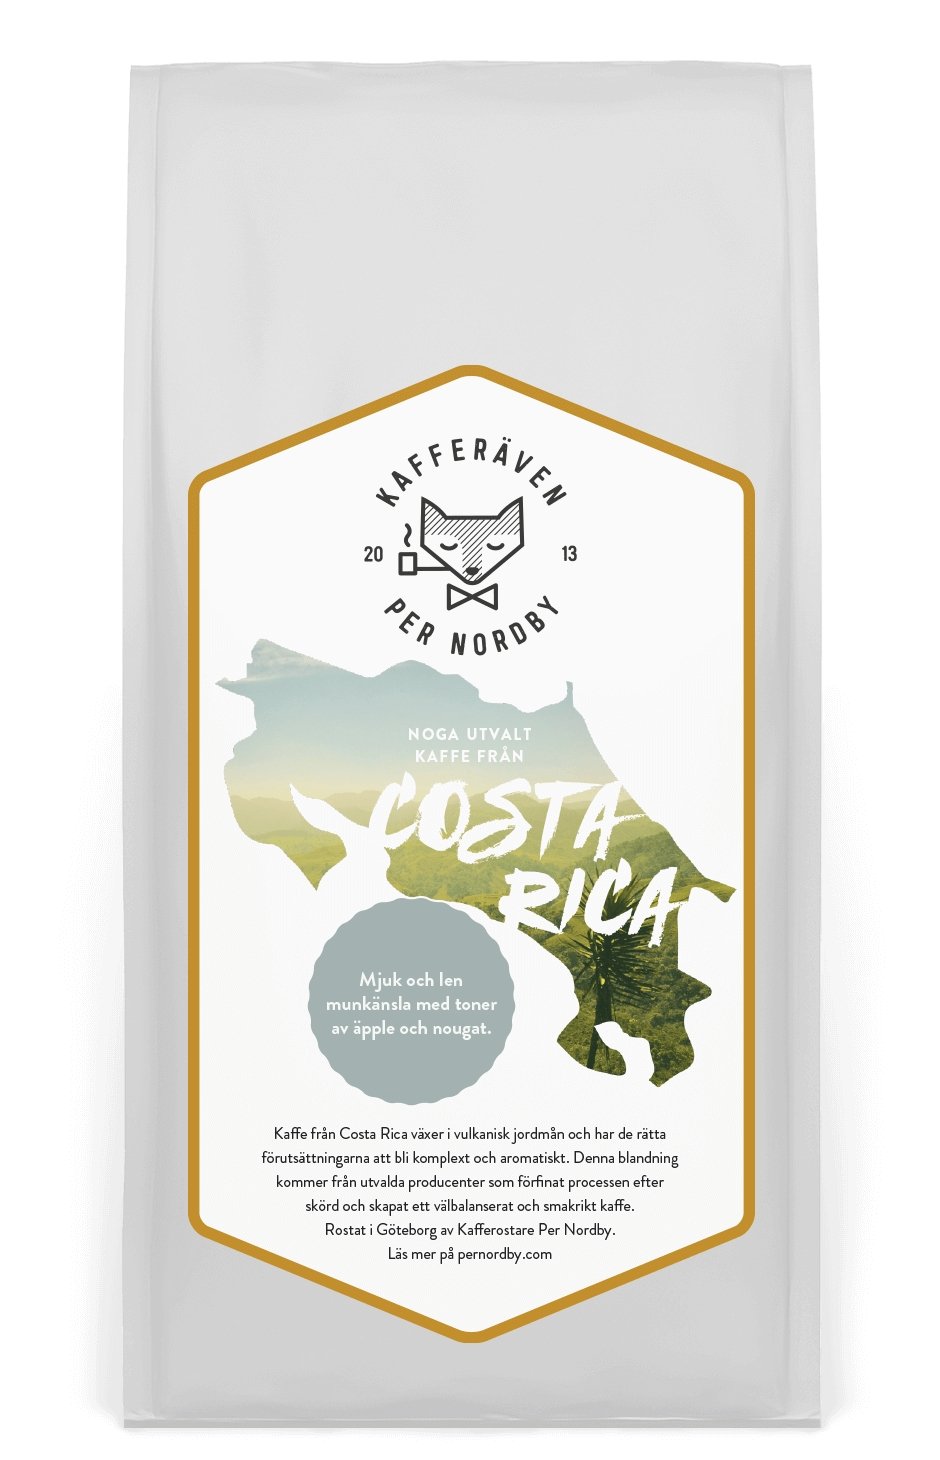 KAFFERÄVEN
20 13
PER NORDBY
NOGA UTVALT
KAFFE FRÅN
COSTA
RICA
Mjuk och len
munkänsla med toner
av äpple och nougat.
Kaffe från Costa Rica växer i vulkanisk jordmån och har de rätta
förutsättningarna att bli komplext och aromatiskt. Denna blandning
kommer från utvalda producenter som förfinat processen efter
skörd och skapat ett välbalanserat och smakrikt kaffe.
Rostat i Göteborg av Kafferostare Per Nordby.
Läs mer på pernordby.com